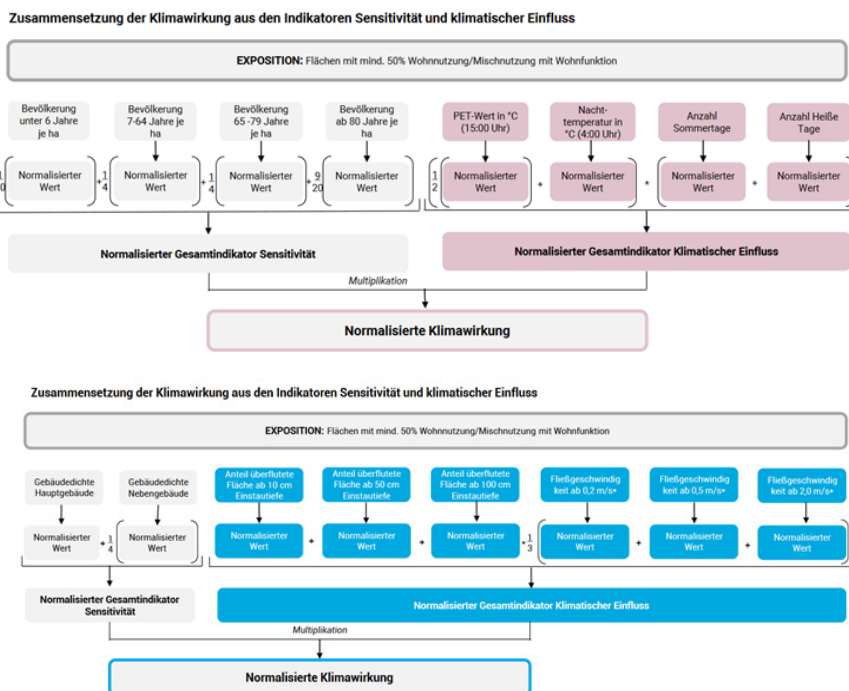 Zusammensetzung der Klimawirkung aus den Indikatoren Sensitivität und klimatischer Einfluss
EXPOSITION: Flächen mit mind. 50% Wohnnutzung/Mischnutzung mit Wohnfunktion
Bevölkerung
unter 6 Jahre
je ha
Bevölkerung
7-64 Jahre je
ha
Bevölkerung
65 -79 Jahre
je ha
Bevölkerung
ab 80 Jahre je
ha
PET-Wert in °C
(15:00 Uhr)
Nacht-
temperatur in
°C (4:00 Uhr)
Anzahl
Sommertage
Anzahl Heiße
Tage
Normalisierter
Wert
+ 1/4
Normalisierter
Wert
+ 1/4
Normalisierter
Wert
+ 9/20
Normalisierter
Wert
1/2
Normalisierter
Wert
+
Normalisierter
Wert
*
Normalisierter
Wert
+
Normalisierter
Wert
Normalisierter Gesamtindikator Sensitivität
Normalisierter Gesamtindikator Klimatischer Einfluss
Multiplikation
Normalisierte Klimawirkung
Zusammensetzung der Klimawirkung aus den Indikatoren Sensitivität und klimatischer Einfluss
EXPOSITION: Flächen mit mind. 50% Wohnnutzung/Mischnutzung mit Wohnfunktion
Gebäudedichte
Hauptgebäude
Gebäudedichte
Nebengebäude
Anteil überflutete
Fläche ab 10 cm
Einstautiefe
Anteil überflutete
Fläche ab 50 cm
Einstautiefe
Anteil überflutete
Fläche ab 100 cm
Einstautiefe
Fließgeschwindig
keit ab 0,2 m/s*
Fließgeschwindig
keit ab 0,5 m/s*
Fließgeschwindig
keit ab 2,0 m/s*
Normalisierter
Wert
+ 1/4
Normalisierter
Wert
Normalisierter
Wert
+
Normalisierter
Wert
+
Normalisierter
Wert
* 1/3
Normalisierter
Wert
+
Normalisierter
Wert
+
Normalisierter
Wert
Normalisierter Gesamtindikator
Sensitivität
Normalisierter Gesamtindikator Klimatischer Einfluss
Multiplikation
Normalisierte Klimawirkung